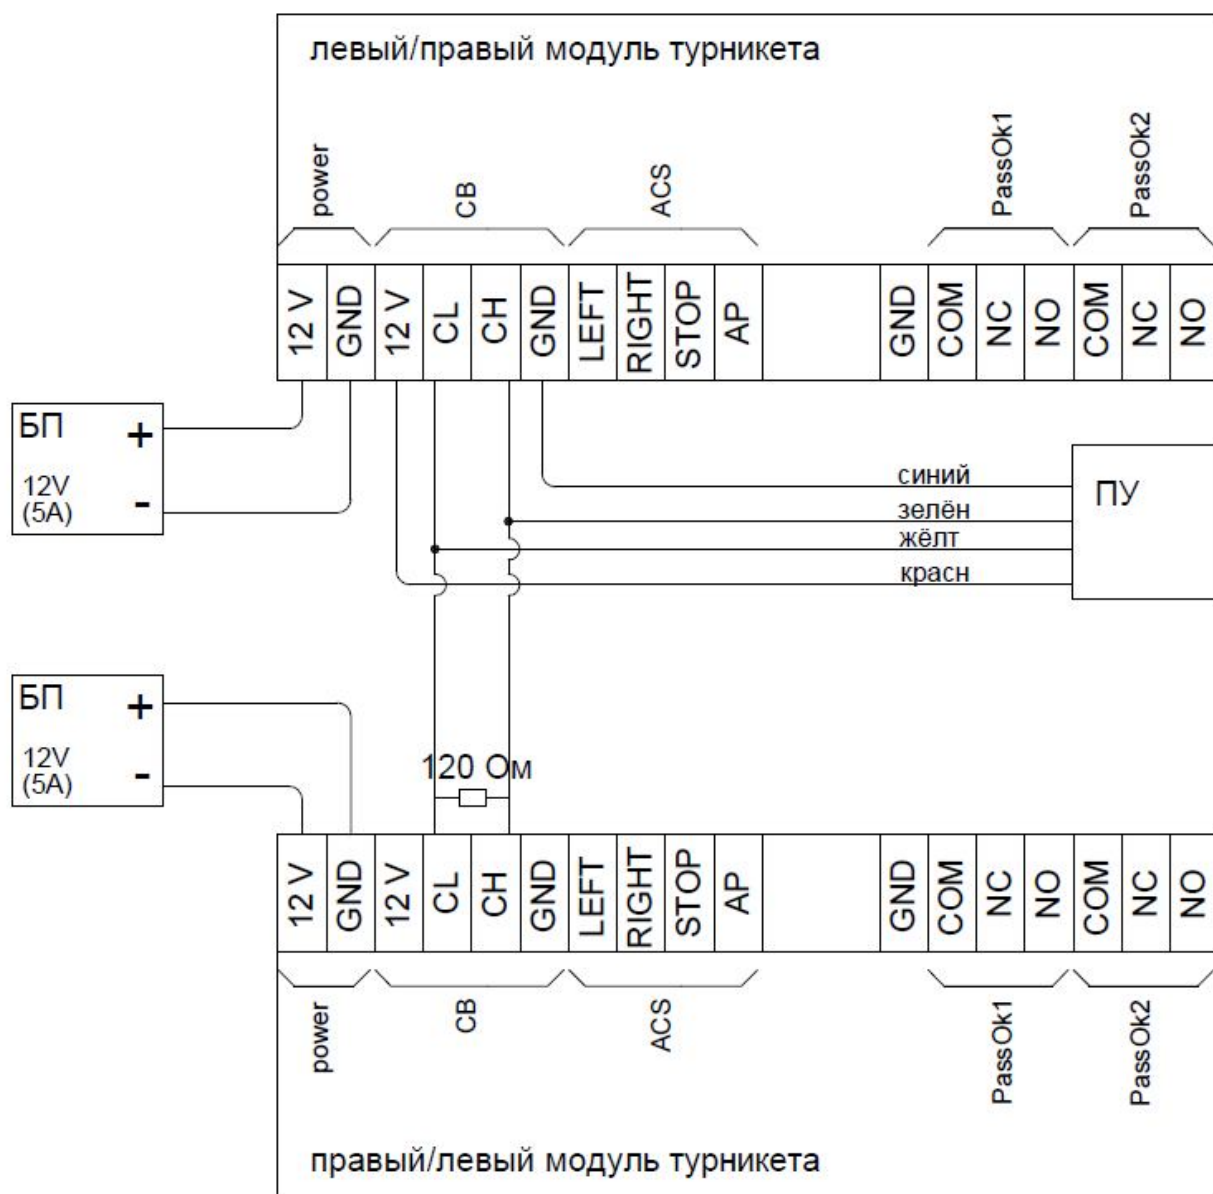 левый/правый модуль турникета
power
CB
ACS
PassOk1
PassOk2
12 V
GND
12 V
CL
CH
GND
LEFT
RIGHT
STOP
AP
GND
COM
NC
NO
COM
NC
NO
БП +
12V
(5A) -
синий
зелён
жёлт
красн
ПУ
БП +
12V
(5A) -
120 Ом
12 V
GND
12 V
CL
CH
GND
LEFT
RIGHT
STOP
AP
GND
COM
NC
NO
COM
NC
NO
power
CB
ACS
PassOk1
PassOk2
правый/левый модуль турникета